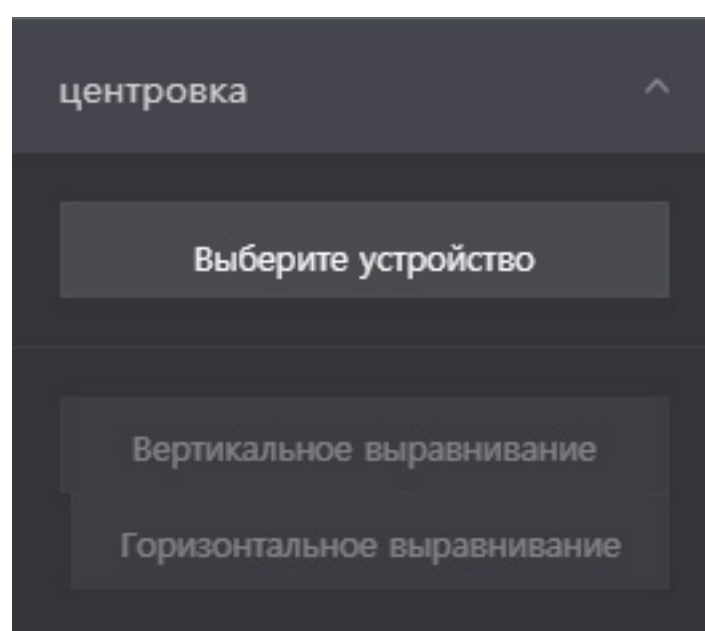 центровка
Выберите устройство
Вертикальное выравнивание
Горизонтальное выравнивание